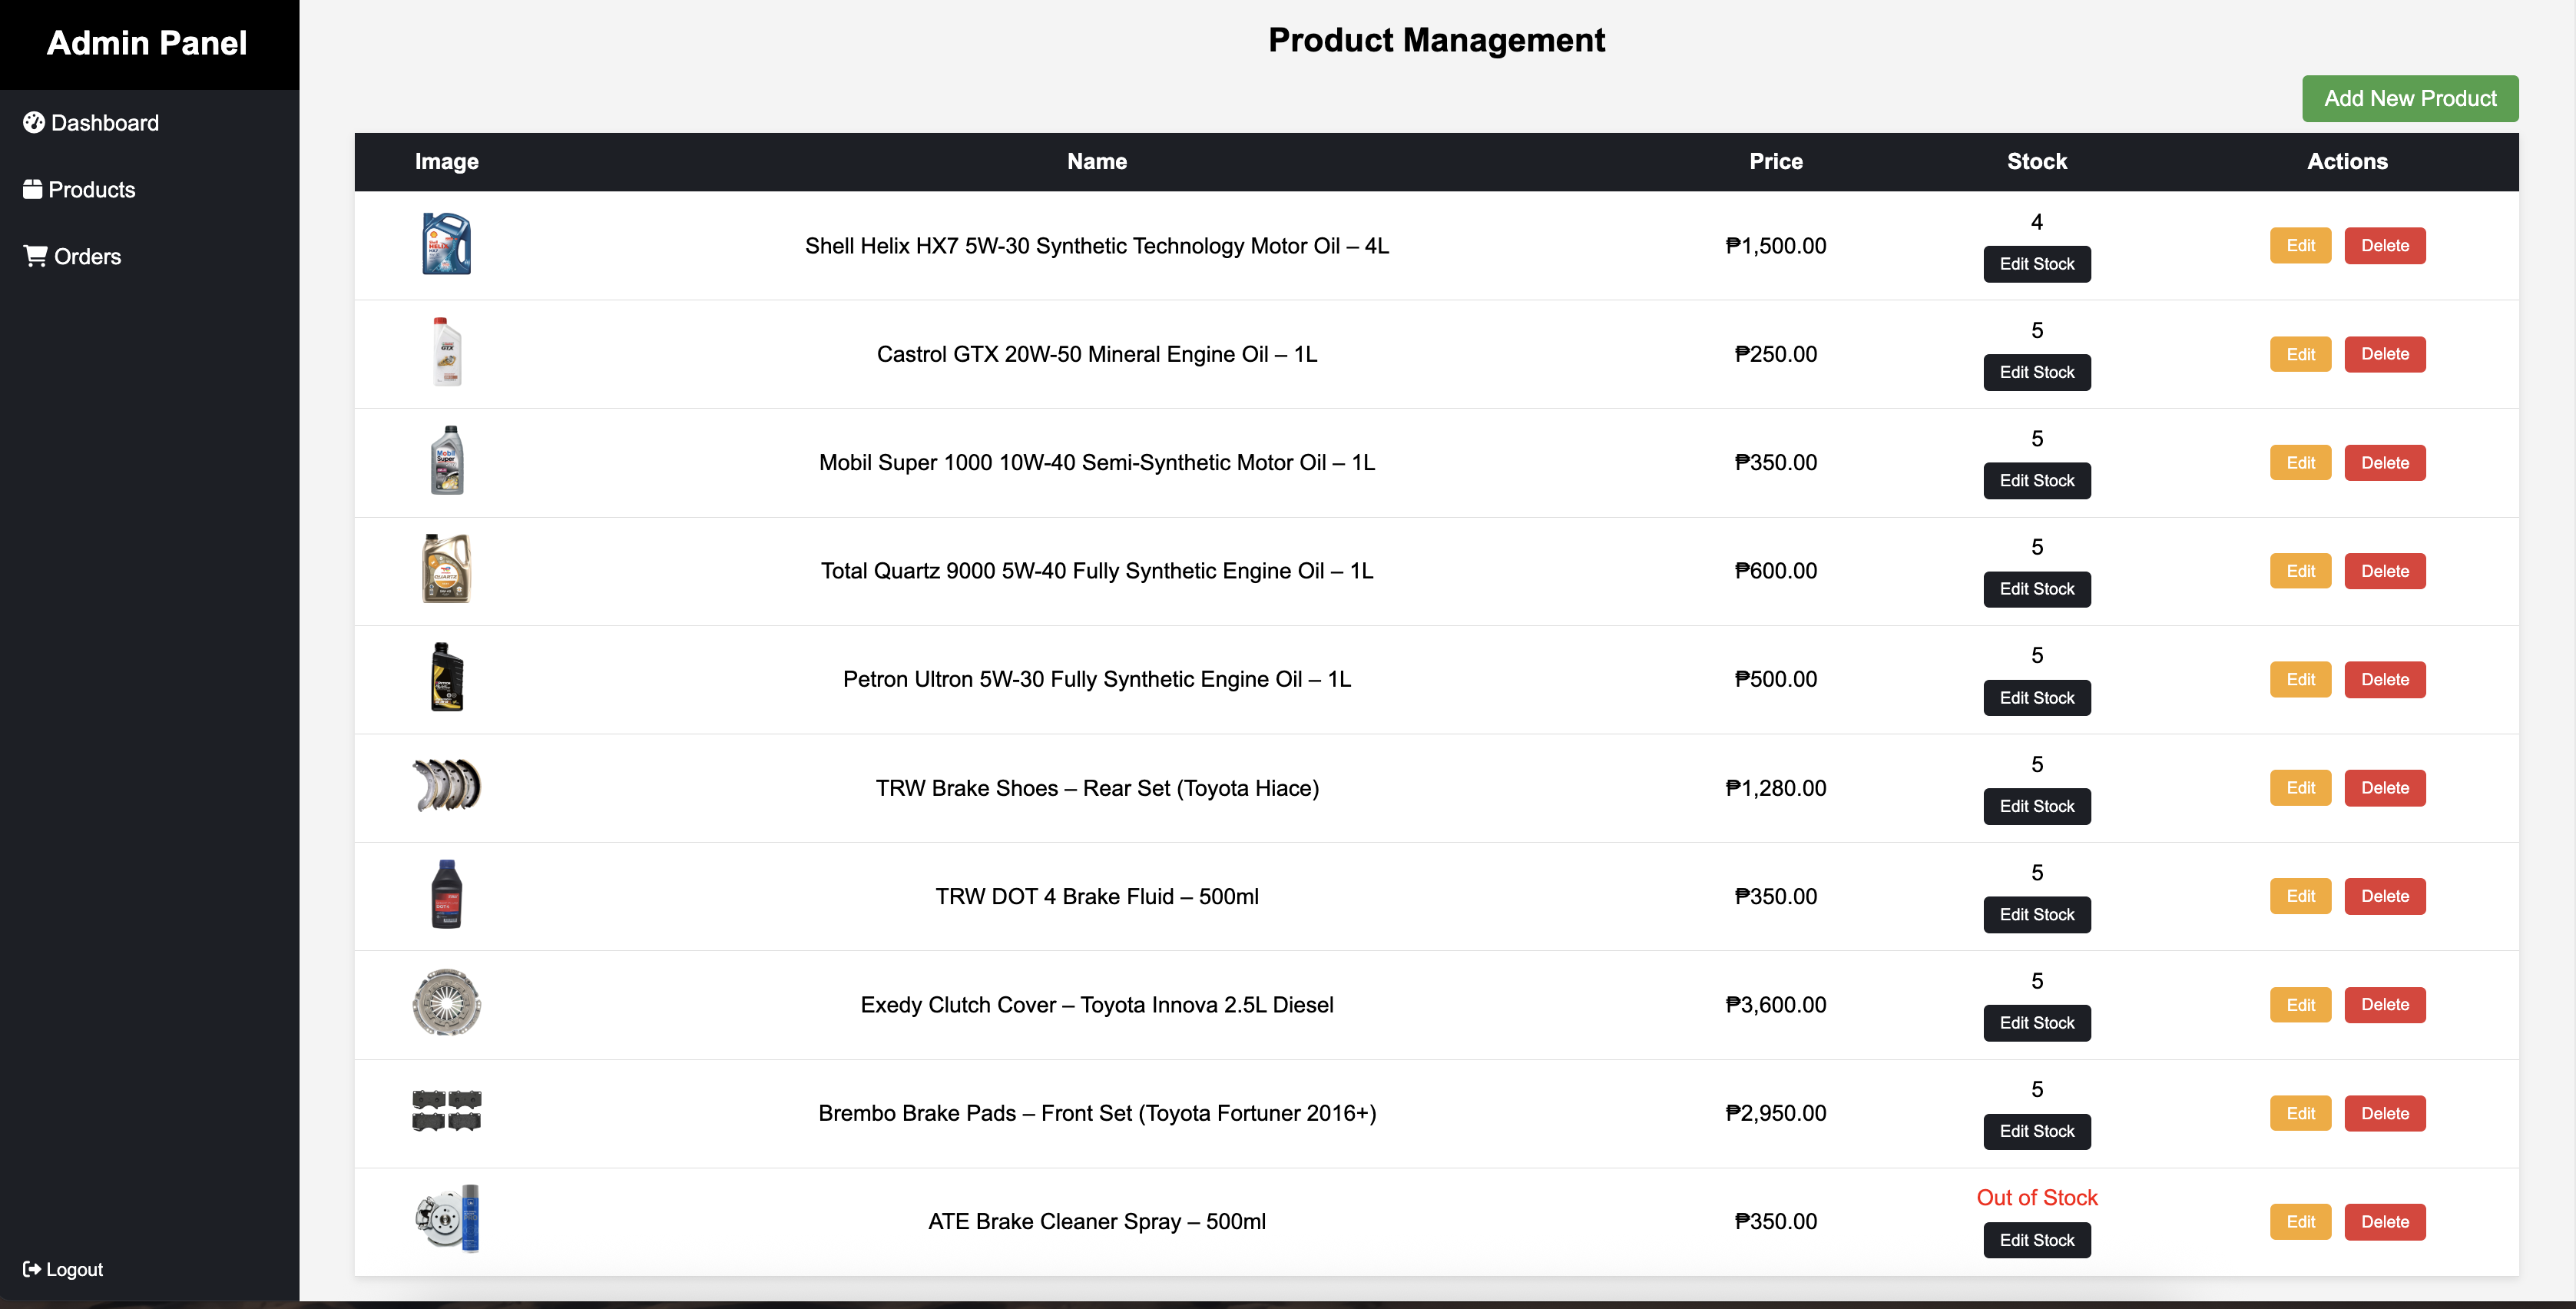 Admin Panel
Dashboard
Products
Orders
Logout
Product Management
Add New Product
Image Name Price Stock Actions
Shell Helix HX7 5W-30 Synthetic Technology Motor Oil – 4L ₱1,500.00 4 Edit Stock Edit Delete
Castrol GTX 20W-50 Mineral Engine Oil – 1L ₱250.00 5 Edit Stock Edit Delete
Mobil Super 1000 10W-40 Semi-Synthetic Motor Oil – 1L ₱350.00 5 Edit Stock Edit Delete
Total Quartz 9000 5W-40 Fully Synthetic Engine Oil – 1L ₱600.00 5 Edit Stock Edit Delete
Petron Ultron 5W-30 Fully Synthetic Engine Oil – 1L ₱500.00 5 Edit Stock Edit Delete
TRW Brake Shoes – Rear Set (Toyota Hiace) ₱1,280.00 5 Edit Stock Edit Delete
TRW DOT 4 Brake Fluid – 500ml ₱350.00 5 Edit Stock Edit Delete
Exedy Clutch Cover – Toyota Innova 2.5L Diesel ₱3,600.00 5 Edit Stock Edit Delete
Brembo Brake Pads – Front Set (Toyota Fortuner 2016+) ₱2,950.00 5 Edit Stock Edit Delete
ATE Brake Cleaner Spray – 500ml ₱350.00 Out of Stock Edit Stock Edit Delete